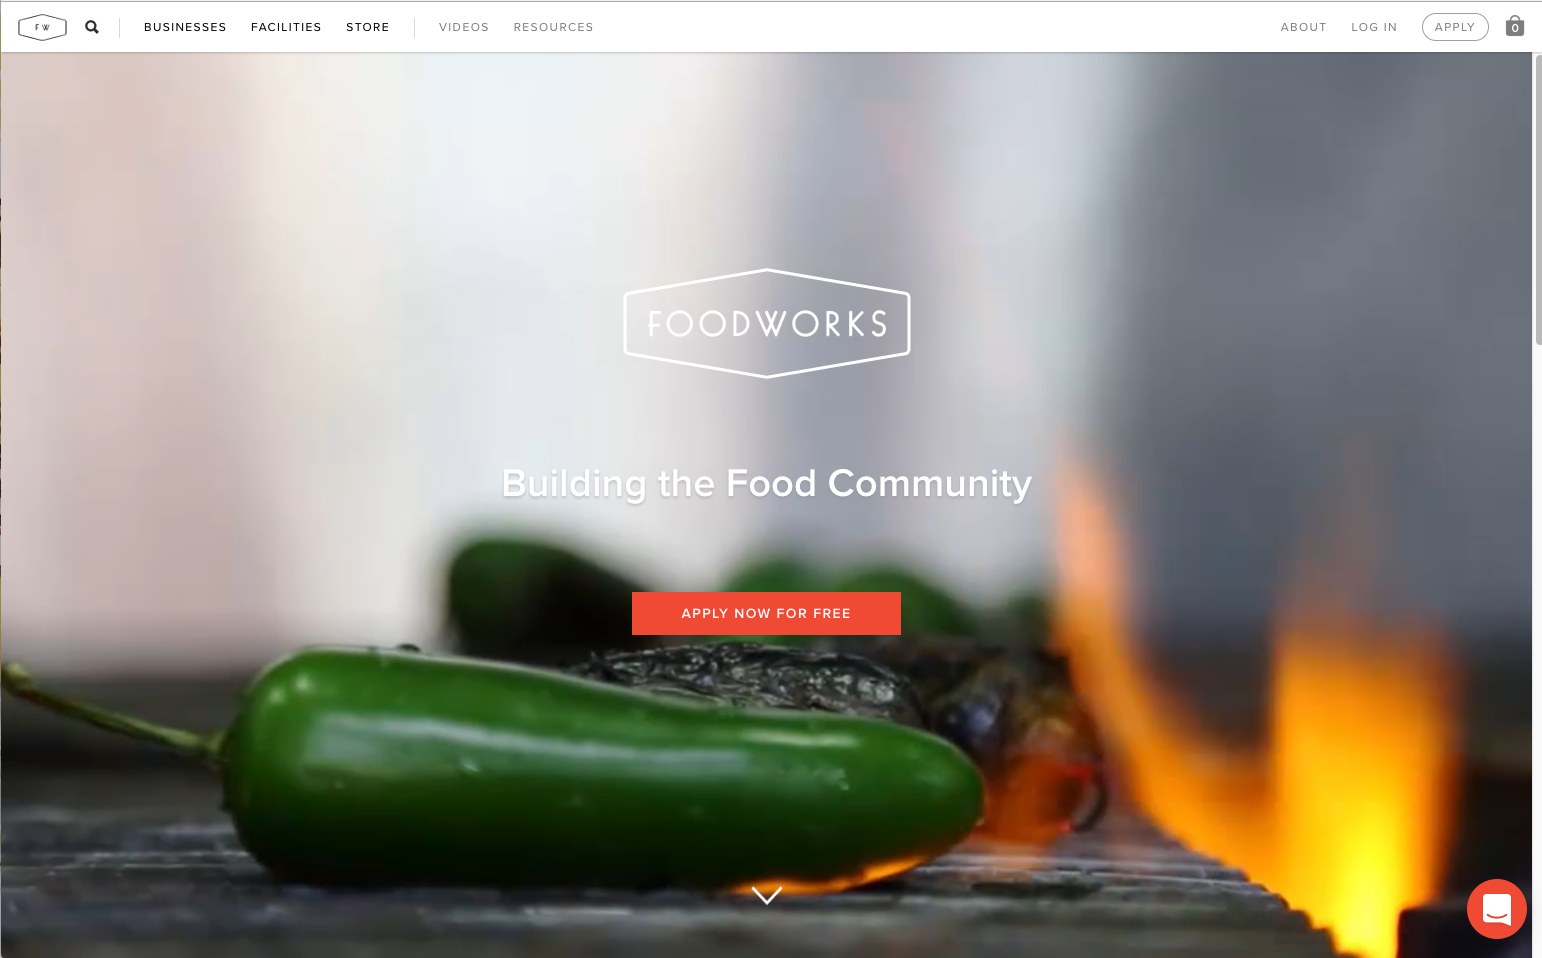 FW BUSINESSES FACILITIES STORE VIDEOS RESOURCES ABOUT LOG IN APPLY 0
FOODWORKS
Building the Food Community
APPLY NOW FOR FREE